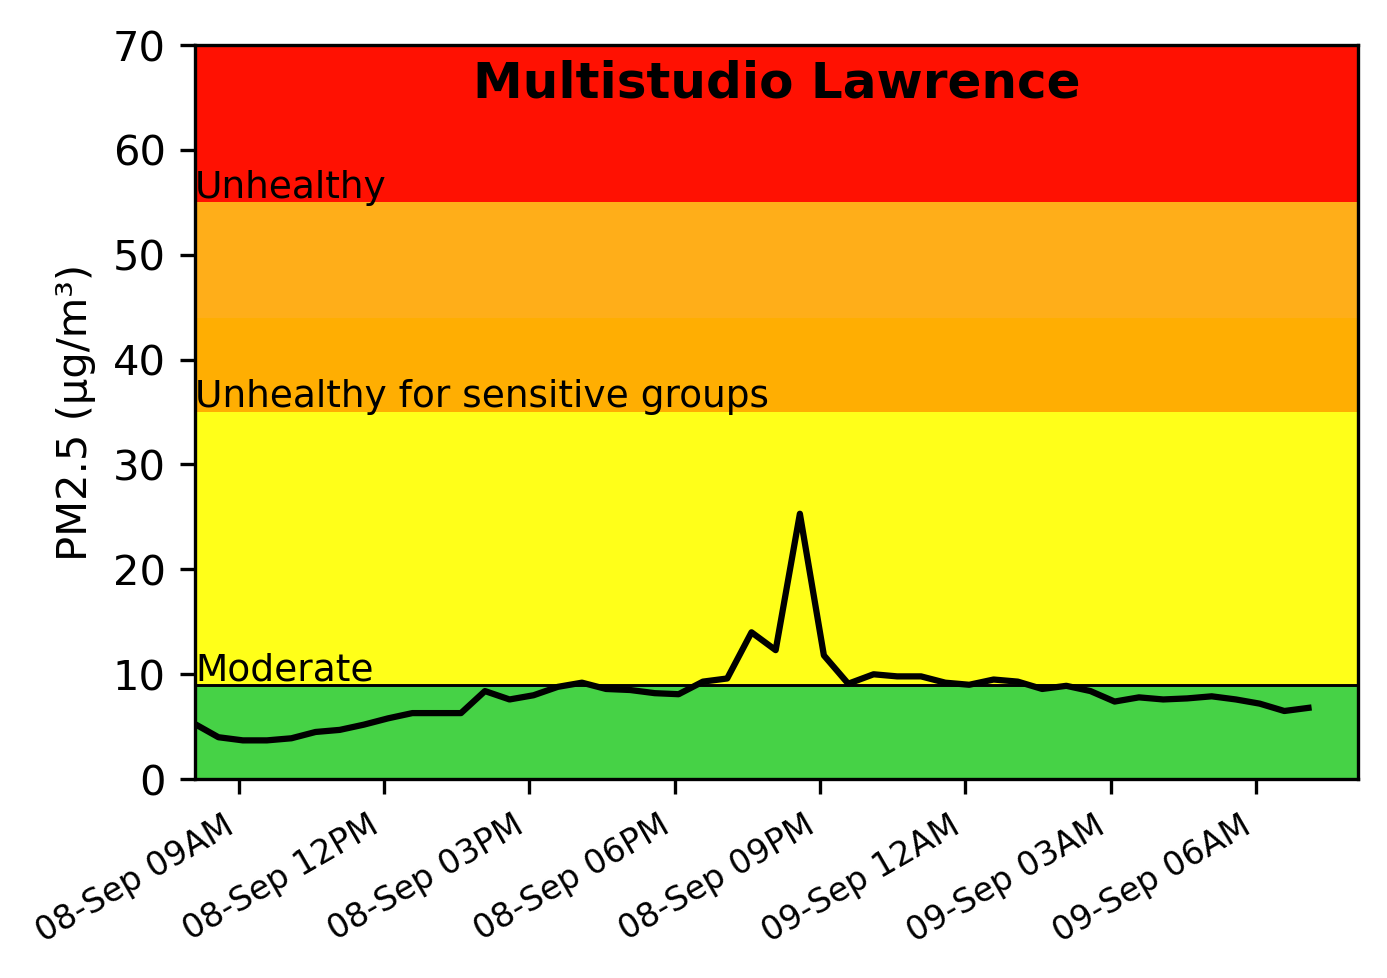 Multistudio Lawrence
70
60
Unhealthy
50
40
Unhealthy for sensitive groups
30
20
10
Moderate
0
PM2.5 (µg/m³)
08-Sep 09AM
08-Sep 12PM
08-Sep 03PM
08-Sep 06PM
08-Sep 09PM
09-Sep 12AM
09-Sep 03AM
09-Sep 06AM